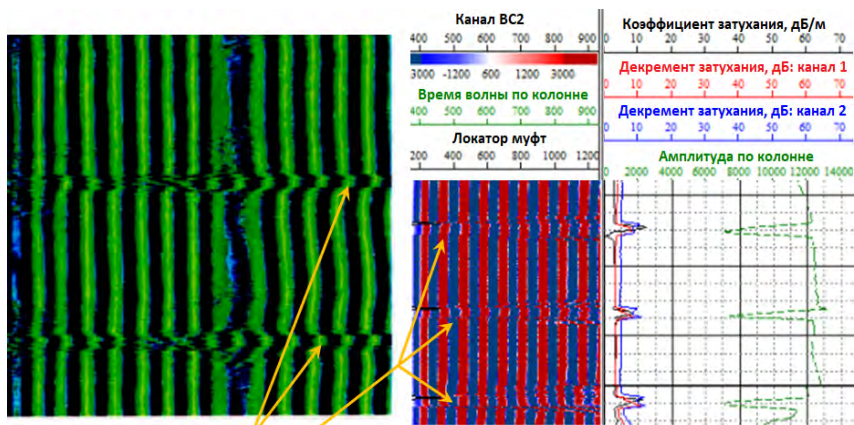 Канал ВС2
400 500 600 700 800 900
3000 -1200 600 1200 3000
Время волны по колонне
400 500 600 700 800 900
Локатор муфт
200 400 600 800 1000 1200
Коэффициент затухания, дБ/м
0 10 20 30 40 50 60 70
Декремент затухания, дБ: канал 1
0 10 20 30 40 50 60 70
Декремент затухания, дБ: канал 2
0 10 20 30 40 50 60 70
Амплитуда по колонне
0 2000 4000 6000 8000 10000 12000 14000